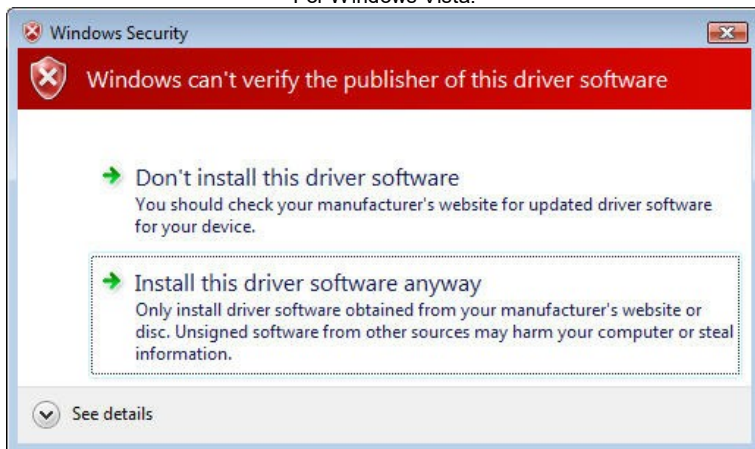 For Windows Vista:
Windows Security
Windows can't verify the publisher of this driver software
Don't install this driver software
You should check your manufacturer's website for updated driver software
for your device.
Install this driver software anyway
Only install driver software obtained from your manufacturer's website or
disc. Unsigned software from other sources may harm your computer or steal
information.
See details